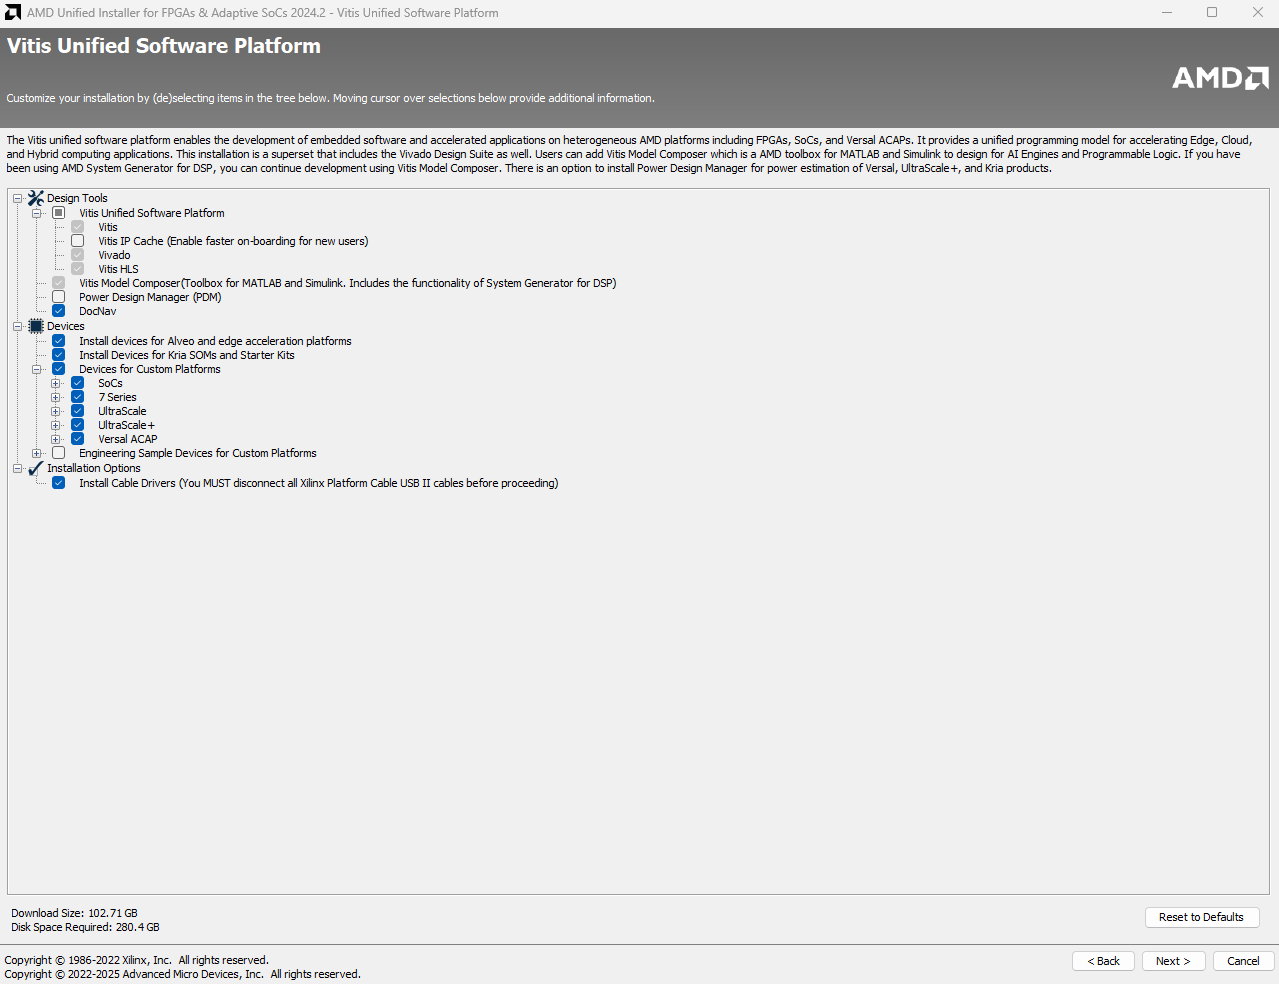 AMD Unified Installer for FPGAs & Adaptive SoCs 2024.2 - Vitis Unified Software Platform
Vitis Unified Software Platform
AMD
Customize your installation by (de)selecting items in the tree below. Moving cursor over selections below provide additional information.
The Vitis unified software platform enables the development of embedded software and accelerated applications on heterogeneous AMD platforms including FPGAs, SoCs, and Versal ACAPs. It provides a unified programming model for accelerating Edge, Cloud,
and Hybrid computing applications. This installation is a superset that includes the Vivado Design Suite as well. Users can add Vitis Model Composer which is a AMD toolbox for MATLAB and Simulink to design for AI Engines and Programmable Logic. If you have
been using AMD System Generator for DSP, you can continue development using Vitis Model Composer. There is an option to install Power Design Manager for power estimation of Versal, UltraScale+, and Kria products.
Design Tools
Vitis Unified Software Platform
Vitis
Vitis IP Cache (Enable faster on-boarding for new users)
Vivado
Vitis HLS
Vitis Model Composer(Toolbox for MATLAB and Simulink. Includes the functionality of System Generator for DSP)
Power Design Manager (PDM)
DocNav
Devices
Install devices for Alveo and edge acceleration platforms
Install Devices for Kria SOMs and Starter Kits
Devices for Custom Platforms
SoCs
7 Series
UltraScale
UltraScale+
Versal ACAP
Engineering Sample Devices for Custom Platforms
Installation Options
Install Cable Drivers (You MUST disconnect all Xilinx Platform Cable USB II cables before proceeding)
Download Size: 102.71 GB
Disk Space Required: 280.4 GB
Reset to Defaults
Copyright © 1986-2022 Xilinx, Inc. All rights reserved.
Copyright © 2022-2025 Advanced Micro Devices, Inc. All rights reserved.
< Back
Next >
Cancel